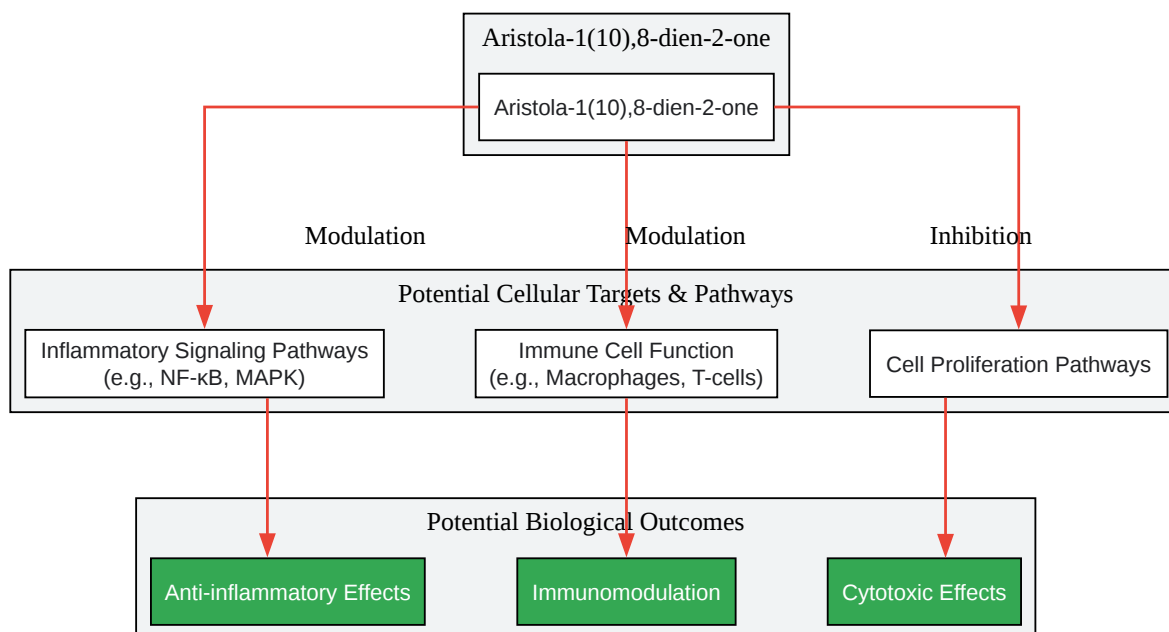 Aristola-1(10),8-dien-2-one
Aristola-1(10),8-dien-2-one
Modulation
Modulation
Inhibition
Potential Cellular Targets & Pathways
Inflammatory Signaling Pathways
(e.g., NF-κB, MAPK)
Immune Cell Function
(e.g., Macrophages, T-cells)
Cell Proliferation Pathways
Potential Biological Outcomes
Anti-inflammatory Effects
Immunomodulation
Cytotoxic Effects